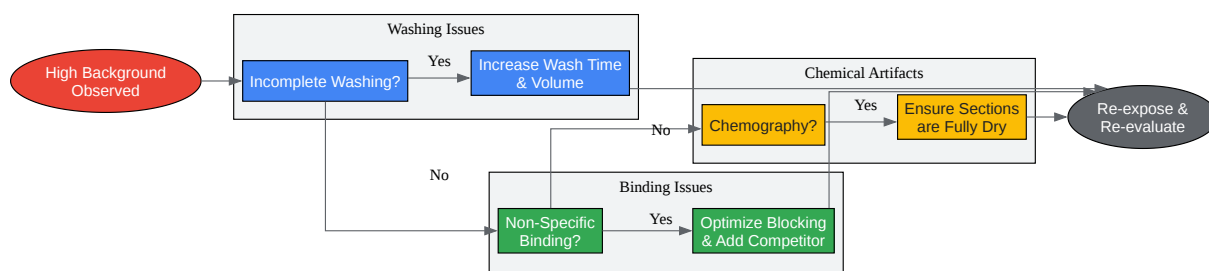 Washing Issues
High Background
Observed
Incomplete Washing?
Yes
Increase Wash Time
& Volume
Chemical Artifacts
Chemography?
Yes
Ensure Sections
are Fully Dry
Re-expose &
Re-evaluate
No
No
Binding Issues
Non-Specific
Binding?
Yes
Optimize Blocking
& Add Competitor